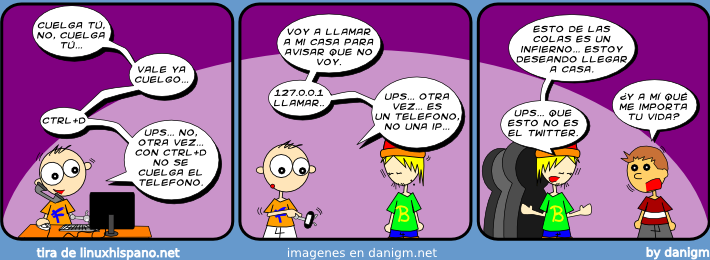 CUELGA TÚ,
NO, CUELGA
TÚ...
VALE YA
CUELGO...
CTRL+D
UPS... NO,
OTRA VEZ...
CON CTRL+D
NO SE
CUELGA EL
TELEFONO.
F
VOY A LLAMAR
A MI CASA PARA
AVISAR QUE NO
VOY.
127.0.0.1
LLAMAR..
UPS... OTRA
VEZ... ES
UN TELEFONO,
NO UNA IP...
F
B
ESTO DE LAS
COLAS ES UN
INFIERNO... ESTOY
DESEANDO LLEGAR
A CASA.
UPS... QUE
ESTO NO ES
EL TWITTER.
¿Y A MÍ QUÉ
ME IMPORTA
TU VIDA?
B
tira de linuxhispano.net
imagenes en danigm.net
by danigm